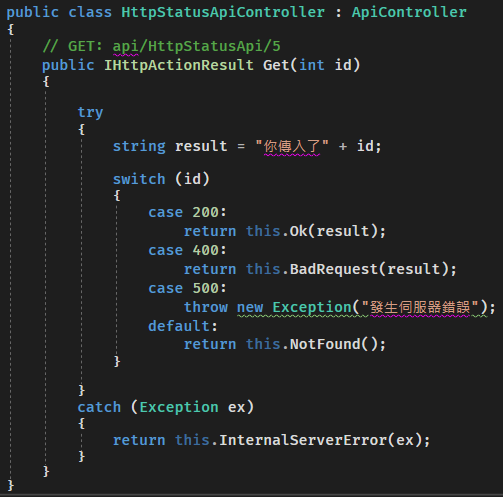 public class HttpStatusApiController : ApiController
{
// GET: api/HttpStatusApi/5
public IHttpActionResult Get(int id)
{
try
{
string result = "你傳入了" + id;
switch (id)
{
case 200:
return this.Ok(result);
case 400:
return this.BadRequest(result);
case 500:
throw new Exception("發生伺服器錯誤");
default:
return this.NotFound();
}
}
catch (Exception ex)
{
return this.InternalServerError(ex);
}
}
}